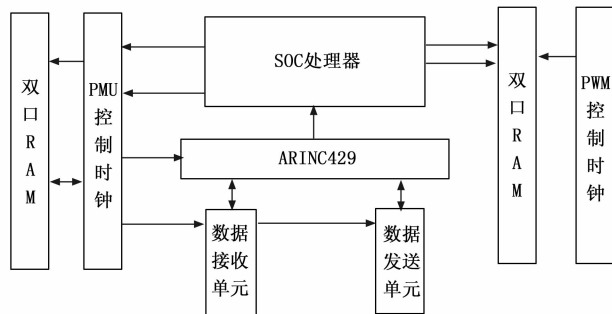 双口RAM
PMU控制时钟
SOC处理器
ARINC429
数据
接收
单元
数据
发送
单元
双口RAM
PWM控制时钟